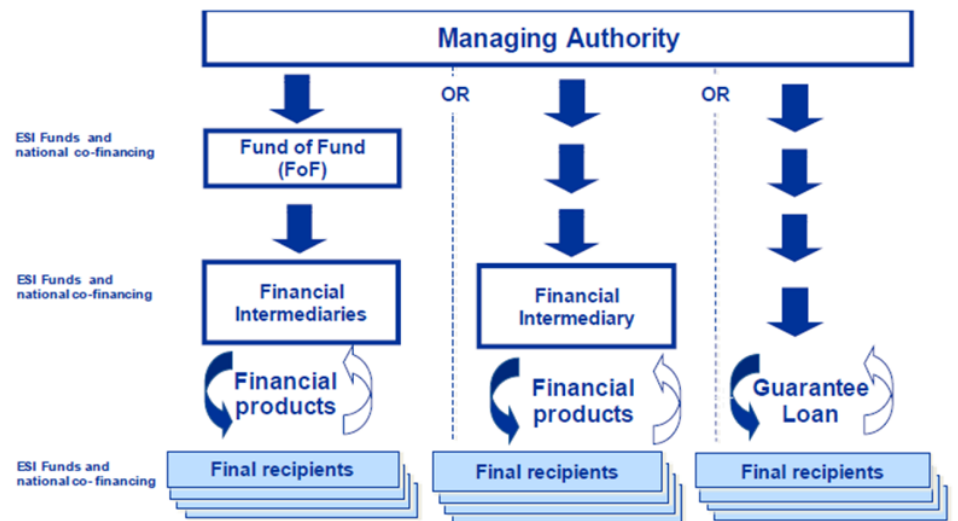 Managing Authority
OR
OR
ESI Funds and
national co-financing
Fund of Fund
(FoF)
ESI Funds and
national co-financing
Financial
Intermediaries
Financial
Intermediary
Financial
products
Financial
products
Guarantee
Loan
ESI Funds and
national co- financing
Final recipients
Final recipients
Final recipients